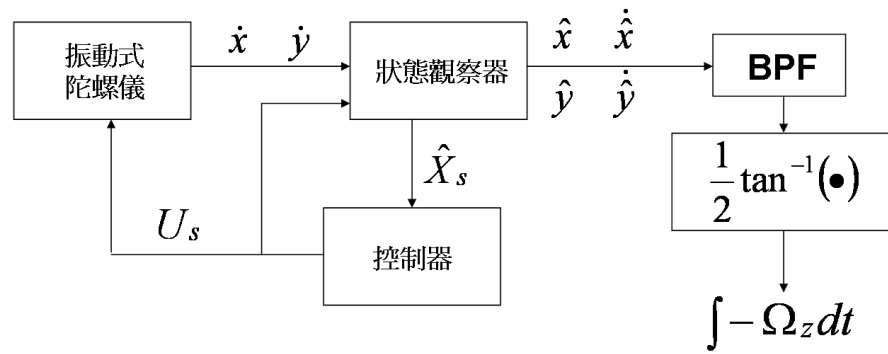 振動式
陀螺儀
ẋ ẏ
狀態觀察器
x̂ ẋ̂
ŷ ẏ̂
BPF
X̂ₛ
1/2 tan⁻¹(●)
Uₛ
控制器
∫ − Ω_z dt